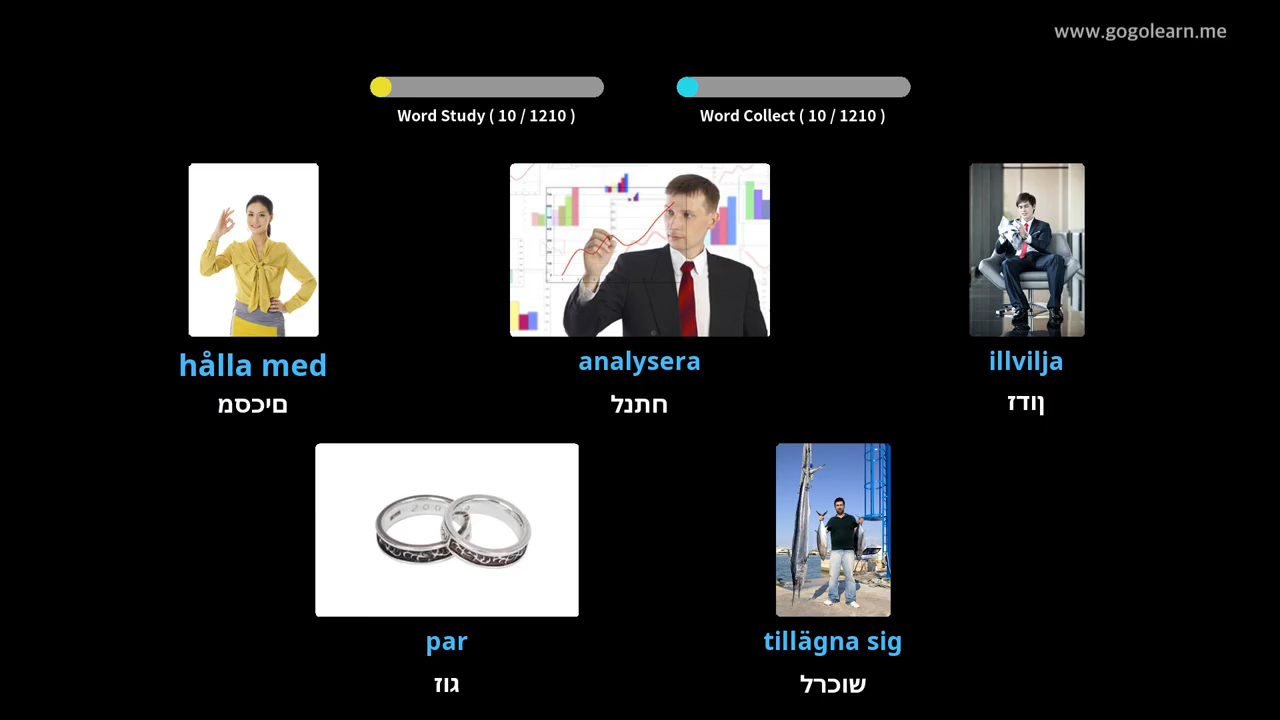 www.gogolearn.me
Word Study ( 10 / 1210 )
Word Collect ( 10 / 1210 )
hålla med
analysera
illvilja
םיכסמ
חתנל
ןודז
par
tillägna sig
גוז
שוכרל